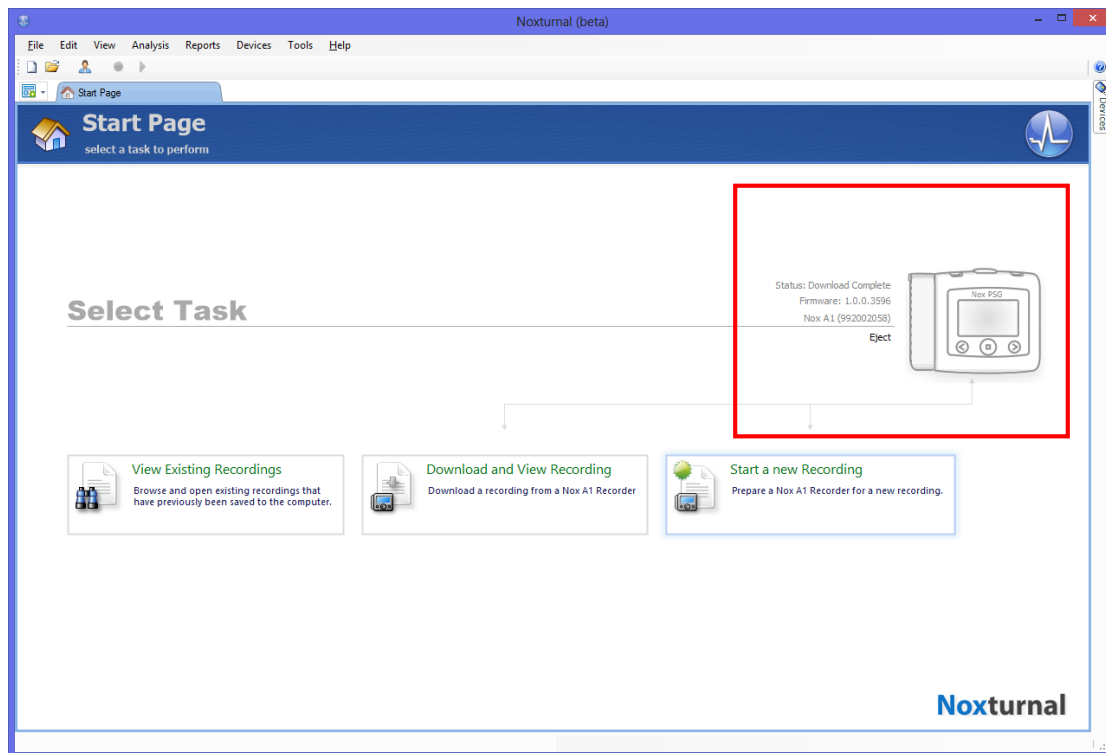 Noxturnal (beta)
File Edit View Analysis Reports Devices Tools Help
Start Page
Devices
Start Page
select a task to perform
Status: Download Complete
Firmware: 1.0.0.3596
Nox A1 (992002058)
Eject
Nox PSG
Select Task
View Existing Recordings
Browse and open existing recordings that
have previously been saved to the computer.
Download and View Recording
Download a recording from a Nox A1 Recorder
Start a new Recording
Prepare a Nox A1 Recorder for a new recording.
Noxturnal